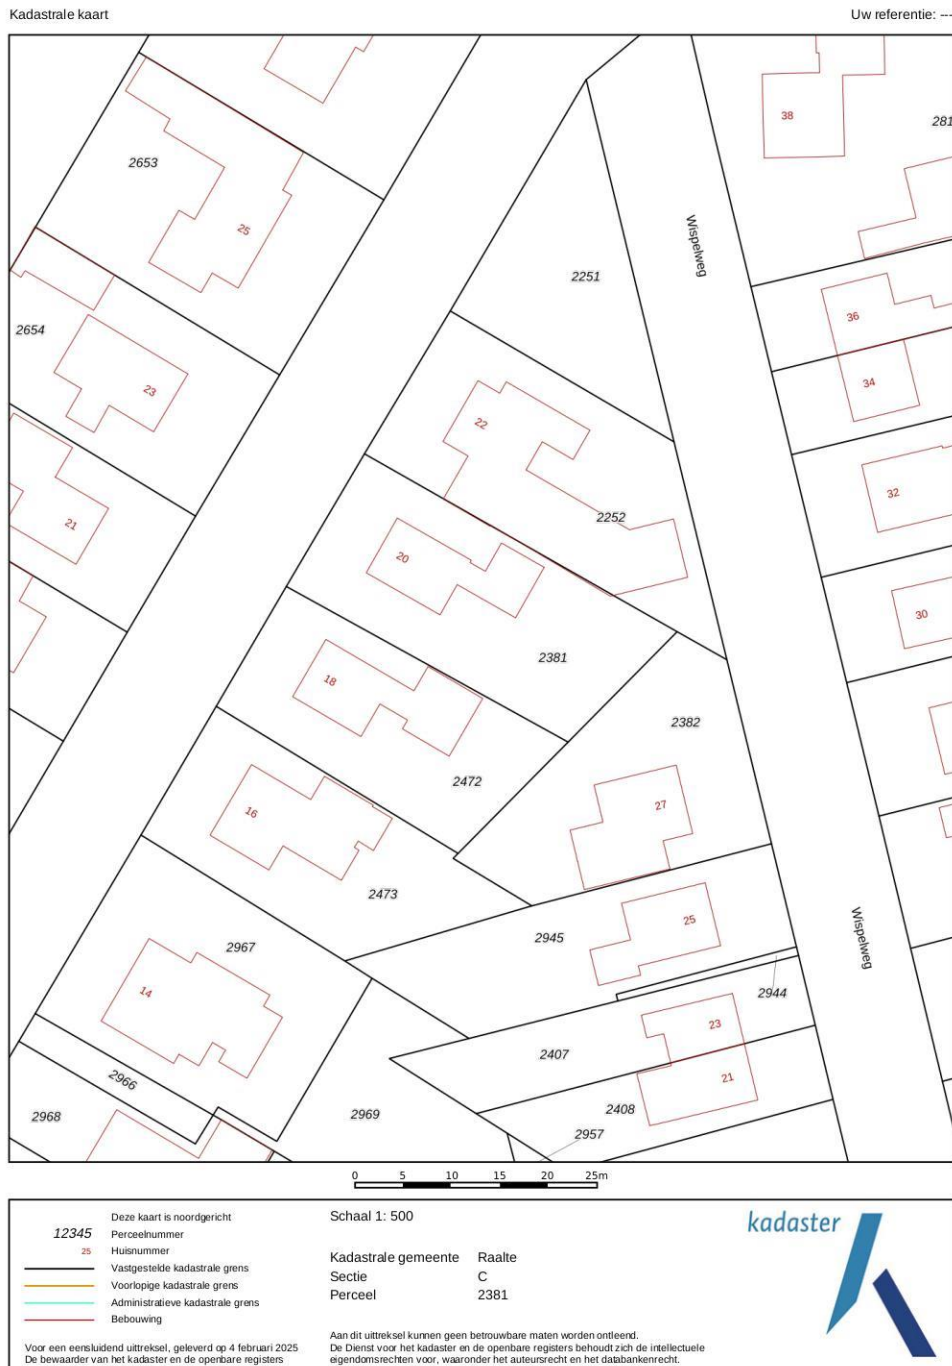 Kadastrale kaart
Uw referentie: ---
38
281
2653
25
Wispelweg
2251
36
2654
23
34
22
32
21
2252
20
30
2381
18
2382
2472
27
16
2473
25
2945
2967
Wispelweg
14
2944
23
2407
2966
21
2408
2968
2969
2957
0 5 10 15 20 25m
Deze kaart is noordgericht
12345 Perceelnummer
25 Huisnummer
Vastgestelde kadastrale grens
Voorlopige kadastrale grens
Administratieve kadastrale grens
Bebouwing
Voor een eensluidend uittreksel, geleverd op 4 februari 2025
De bewaarder van het kadaster en de openbare registers
Schaal 1: 500
Kadastrale gemeente Raalte
Sectie C
Perceel 2381
Aan dit uittreksel kunnen geen betrouwbare maten worden ontleend.
De Dienst voor het kadaster en de openbare registers behoudt zich de intellectuele
eigendomsrechten voor, waaronder het auteursrecht en het databankenrecht.
kadaster